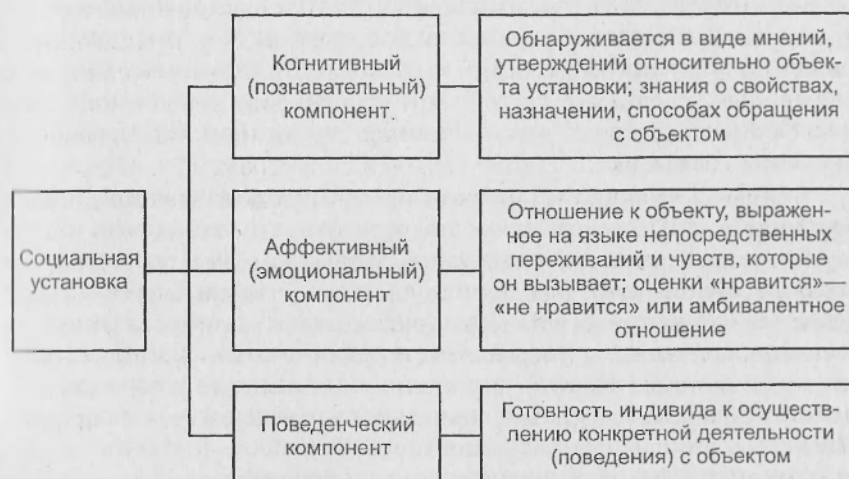 Когнитивный
(познавательный)
компонент
Обнаруживается в виде мнений,
утверждений относительно объек-
та установки; знания о свойствах,
назначении, способах обращения
с объектом
Социальная
установка
Аффективный
(эмоциональный)
компонент
Отношение к объекту, выражен-
ное на языке непосредственных
переживаний и чувств, которые
он вызывает; оценки «нравится»—
«не нравится» или амбивалентное
отношение
Поведенческий
компонент
Готовность индивида к осуществ-
лению конкретной деятельности
(поведения) с объектом